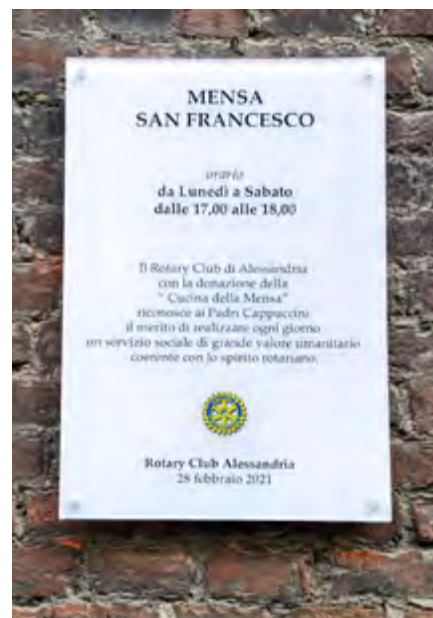 MENSA
SAN FRANCESCO
orario
da Lunedì a Sabato
dalle 17,00 alle 18,00
Il Rotary Club di Alessandria
con la donazione della
" Cucina della Mensa"
riconosce ai Padri Cappuccini
il merito di realizzare ogni giorno
un servizio sociale di grande valore umanitario
coerente con lo spirito rotariano.
Rotary Club Alessandria
28 febbraio 2021